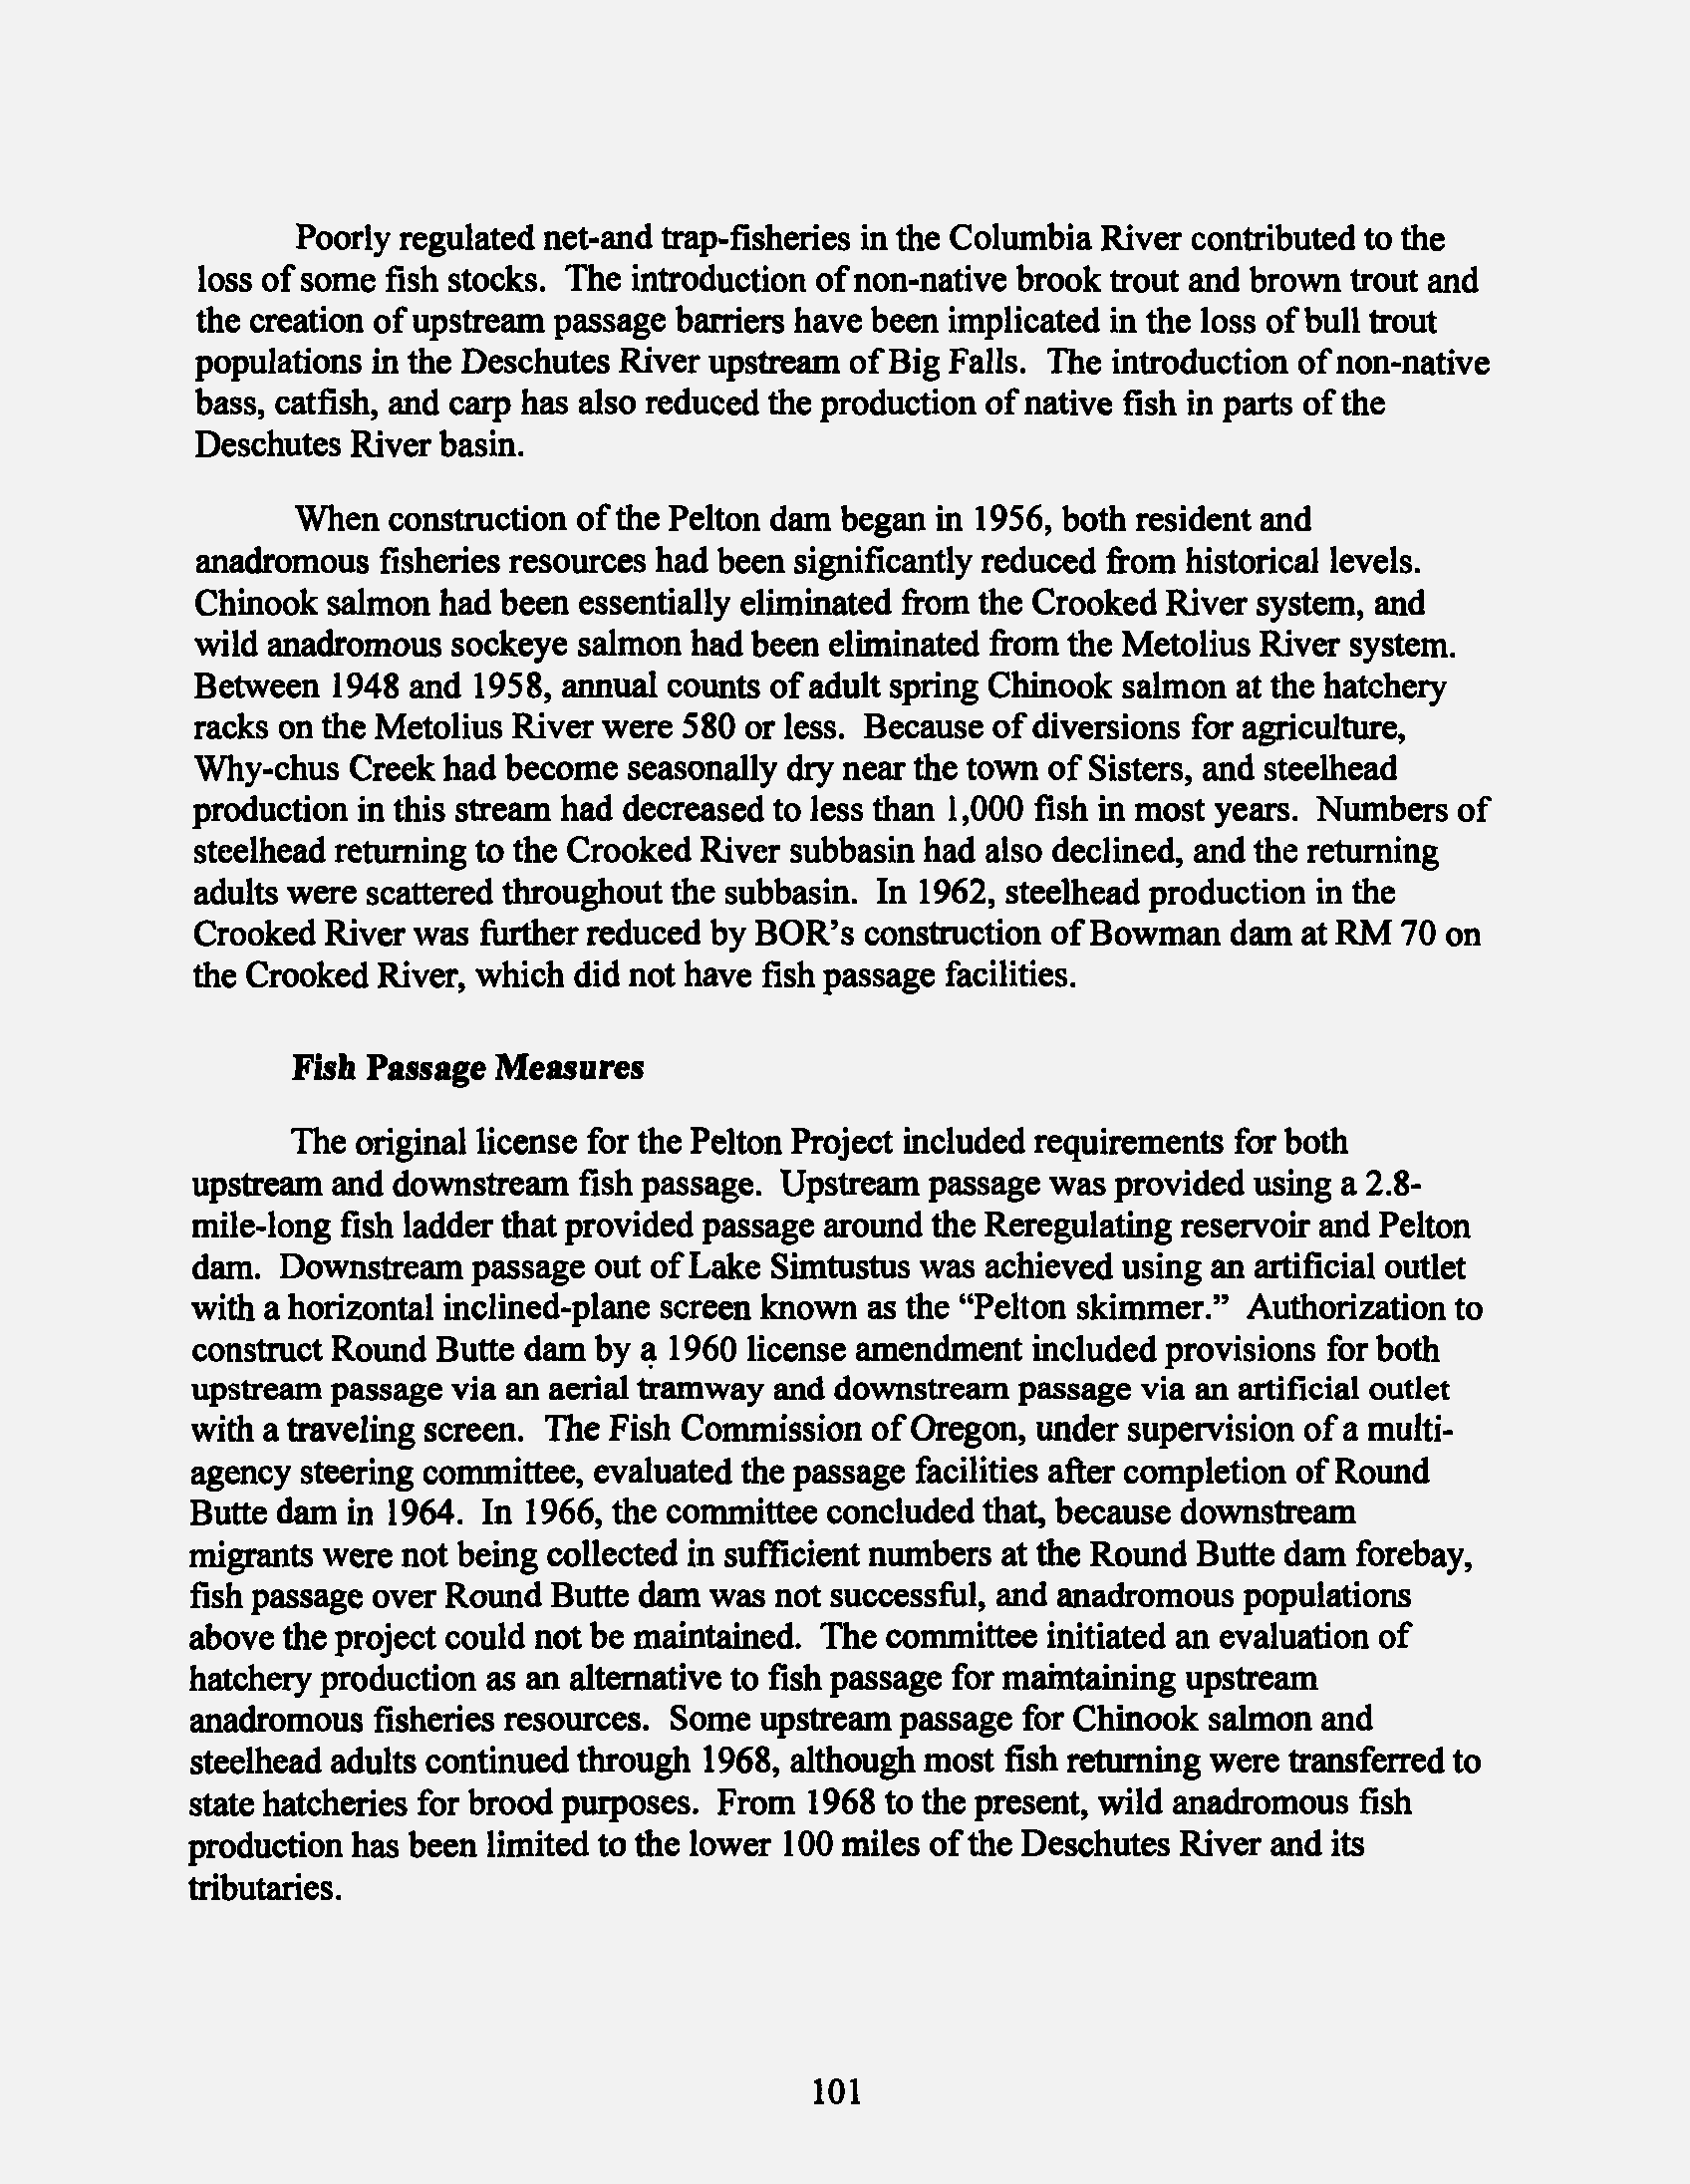 Poorly regulated net-and trap-fisheries in the Columbia River contributed to the
loss of some fish stocks. The introduction of non-native brook trout and brown trout and
the creation of upstream passage barriers have been implicated in the loss of bull trout
populations in the Deschutes River upstream of Big Falls. The introduction of non-native
bass, catfish, and carp has also reduced the production of native fish in parts of the
Deschutes River basin.
When construction of the Pelton dam began in 1956, both resident and
anadromous fisheries resources had been significantly reduced from historical levels.
Chinook salmon had been essentially eliminated from the Crooked River system, and
wild anadromous sockeye salmon had been eliminated from the Metolius River system.
Between 1948 and 1958, annual counts of adult spring Chinook salmon at the hatchery
racks on the Metolius River were 580 or less. Because of diversions for agriculture,
Why-chus Creek had become seasonally dry near the town of Sisters, and steelhead
production in this stream had decreased to less than 1,000 fish in most years. Numbers of
steelhead returning to the Crooked River subbasin had also declined, and the returning
adults were scattered throughout the subbasin. In 1962, steelhead production in the
Crooked River was further reduced by BOR's construction of Bowman dam at RM 70 on
the Crooked River, which did not have fish passage facilities.
Fish Passage Measures
The original license for the Pelton Project included requirements for both
upstream and downstream fish passage. Upstream passage was provided using a 2.8-
mile-long fish ladder that provided passage around the Reregulating reservoir and Pelton
dam. Downstream passage out of Lake Simtustus was achieved using an artificial outlet
with a horizontal inclined-plane screen known as the “Pelton skimmer.” Authorization to
construct Round Butte dam by a 1960 license amendment included provisions for both
upstream passage via an aerial tramway and downstream passage via an artificial outlet
with a traveling screen. The Fish Commission of Oregon, under supervision of a multi-
agency steering committee, evaluated the passage facilities after completion of Round
Butte dam in 1964. In 1966, the committee concluded that, because downstream
migrants were not being collected in sufficient numbers at the Round Butte dam forebay,
fish passage over Round Butte dam was not successful, and anadromous populations
above the project could not be maintained. The committee initiated an evaluation of
hatchery production as an alternative to fish passage for maintaining upstream
anadromous fisheries resources. Some upstream passage for Chinook salmon and
steelhead adults continued through 1968, although most fish returning were transferred to
state hatcheries for brood purposes. From 1968 to the present, wild anadromous fish
production has been limited to the lower 100 miles of the Deschutes River and its
tributaries.
101